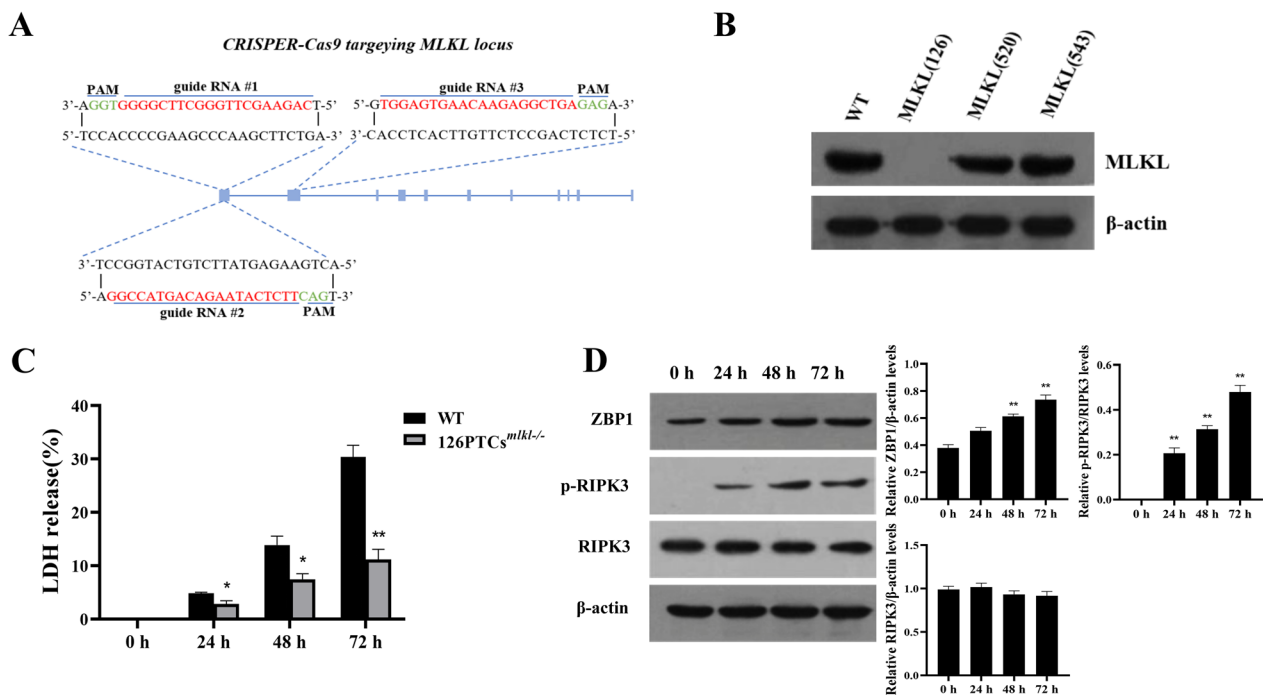 A
CRISPER-Cas9 targeying MLKL locus
PAM
guide RNA #1
3’-AGGTGGGGCTTCGGGTTCGAAGACT-5’
5’-TCCACCCCCGAAGCCCAAGCTTCTGA-3’
guide RNA #3
PAM
5’-GTGGAGTGAACAAGAGGCTGAGAGA-3’
3’-CACCTCACTTGTTCTCCGACTCTCT-5’
3’-TCCGGTACTGTCTTATGAGAAGTCA-5’
5’-AGGCCATGACAGAATACTCTTCAGT-3’
guide RNA #2
PAM
B
WT
MLKL(126)
MLKL(520)
MLKL(543)
MLKL
β-actin
C
LDH release(%)
40
30
20
10
0
0 h
24 h
48 h
72 h
*
*
**
WT
126PTCs mlkl-/-
D
0 h 24 h 48 h 72 h
ZBP1
p-RIPK3
RIPK3
β-actin
Relative ZBP1/β-actin levels
1.0
0.8
0.6
0.4
0.2
0.0
**
**
0 h 24 h 48 h 72 h
Relative p-RIPK3/RIPK3 levels
0.6
0.4
0.2
0.0
**
**
**
0 h 24 h 48 h 72 h
Relative RIPK3/β-actin levels
1.5
1.0
0.5
0.0
0 h 24 h 48 h 72 h